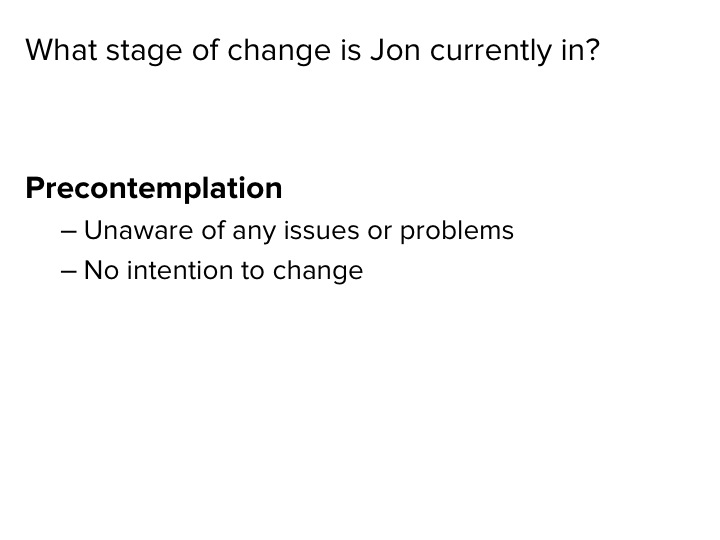 What stage of change is Jon currently in?
Precontemplation
– Unaware of any issues or problems
– No intention to change